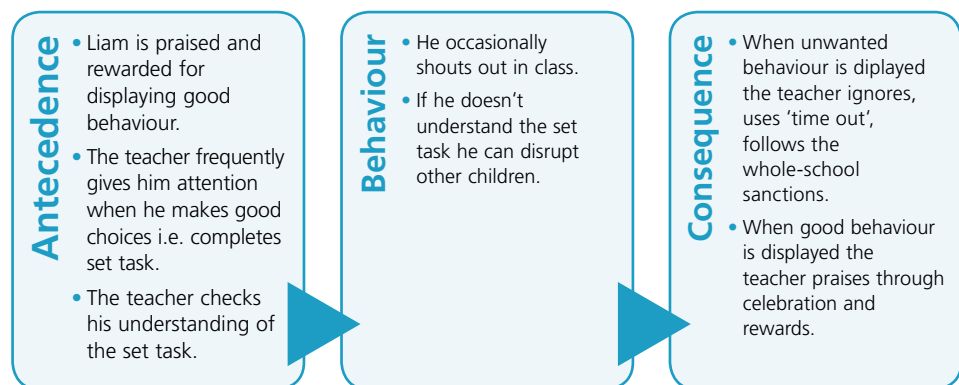 Antecedence
• Liam is praised and
rewarded for
displaying good
behaviour.
• The teacher frequently
gives him attention
when he makes good
choices i.e. completes
set task.
• The teacher checks
his understanding of
the set task.
Behaviour
• He occasionally
shouts out in class.
• If he doesn't
understand the set
task he can disrupt
other children.
Consequence
• When unwanted
behaviour is diplayed
the teacher ignores,
uses ‘time out’,
follows the
whole-school
sanctions.
• When good behaviour
is displayed the
teacher praises through
celebration and
rewards.